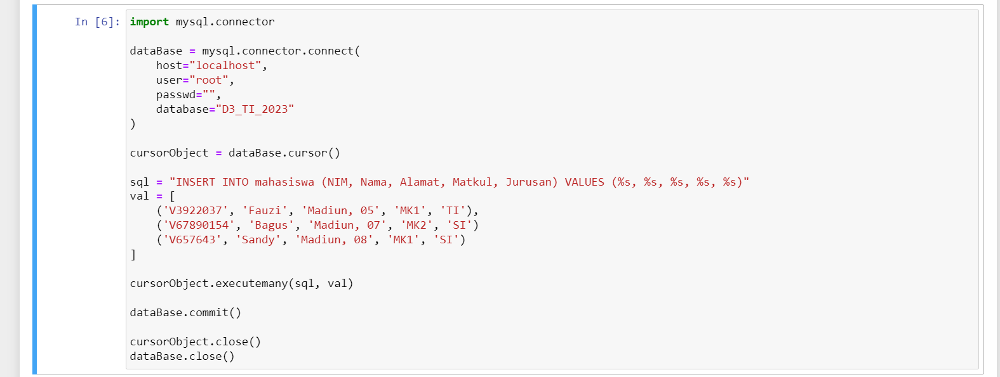 In [6]:
import mysql.connector
dataBase = mysql.connector.connect(
    host="localhost",
    user="root",
    passwd="",
    database="D3_TI_2023"
)
cursorObject = dataBase.cursor()
sql = "INSERT INTO mahasiswa (NIM, Nama, Alamat, Matkul, Jurusan) VALUES (%s, %s, %s, %s, %s)"
val = [
    ('V3922037', 'Fauzi', 'Madiun, 05', 'MK1', 'TI'),
    ('V67890154', 'Bagus', 'Madiun, 07', 'MK2', 'SI')
    ('V657643', 'Sandy', 'Madiun, 08', 'MK1', 'SI')
]
cursorObject.executemany(sql, val)
dataBase.commit()
cursorObject.close()
dataBase.close()